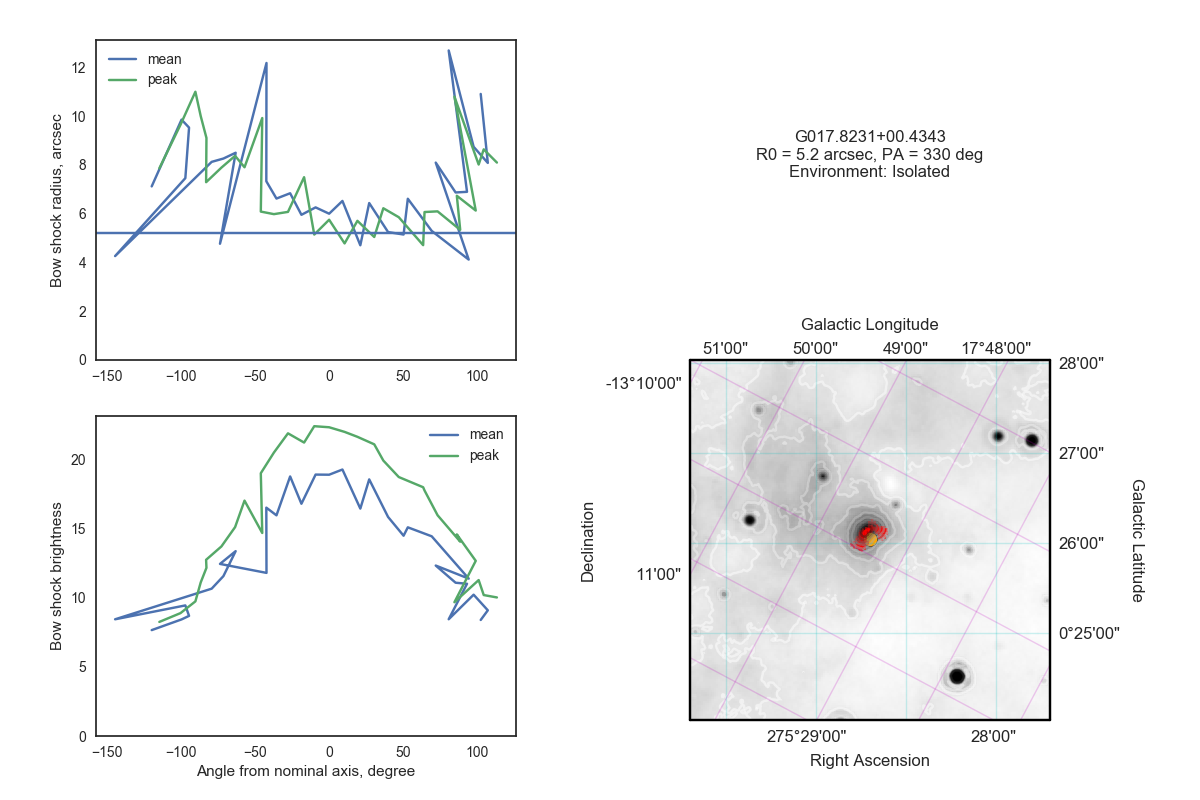 mean
peak
12
10
8
6
4
2
0
Bow shock radius, arcsec
−150
−100
−50
0
50
100
mean
peak
20
15
10
5
0
Bow shock brightness
−150
−100
−50
0
50
100
Angle from nominal axis, degree
G017.8231+00.4343
R0 = 5.2 arcsec, PA = 330 deg
Environment: Isolated
Galactic Longitude
51'00"
50'00"
49'00"
17°48'00"
-13°10'00"
11'00"
Declination
28'00"
27'00"
26'00"
0°25'00"
Galactic Latitude
275°29'00"
28'00"
Right Ascension